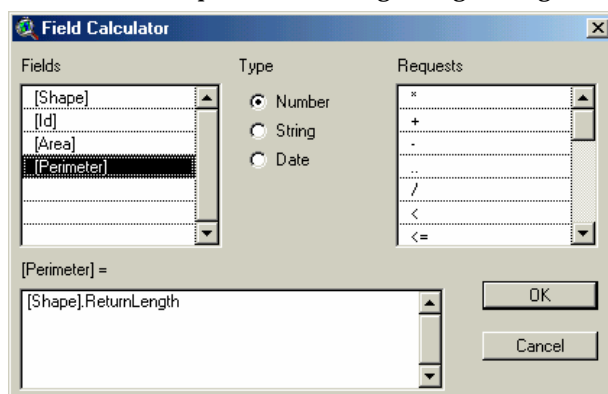 Field Calculator
Fields
Type
Requests
[Shape]
[Id]
[Area]
[Perimeter]
Number
String
Date
*
+
-
..
/
<
<=
[Perimeter] =
[Shape].ReturnLength
OK
Cancel